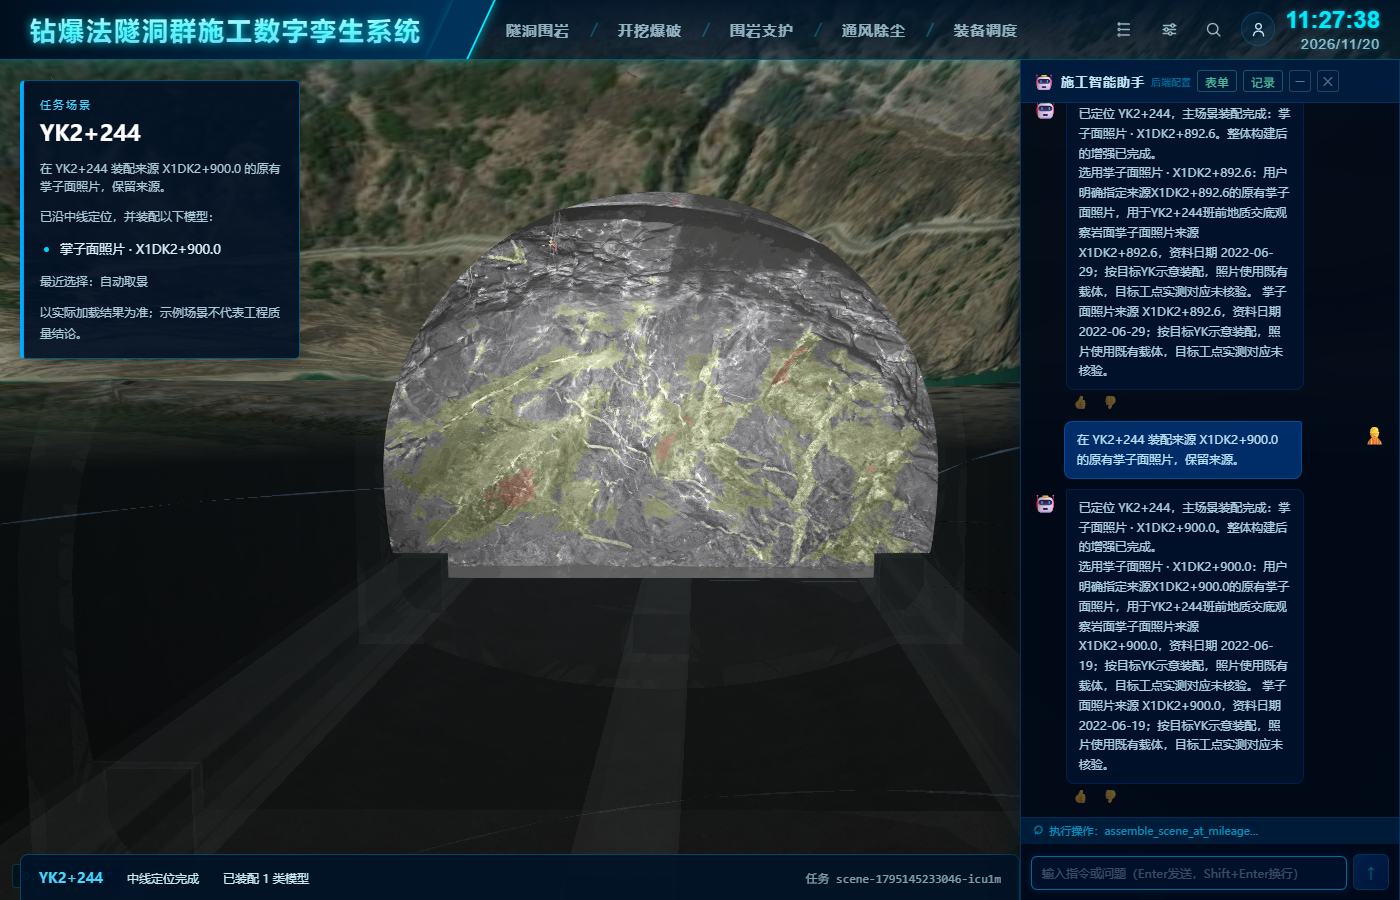 钻爆法隧洞群施工数字孪生系统
隧洞围岩 / 开挖爆破 / 围岩支护 / 通风除尘 / 装备调度
11:27:38
2026/11/20
任务场景
YK2+244
在 YK2+244 装配来源 X1DK2+900.0 的原有
掌子面照片，保留来源。
已沿中线定位，并装配以下模型：
掌子面照片 · X1DK2+900.0
最近选择：自动取景
以实际加载结果为准；示例场景不代表工程质
量结论。
施工智能助手 后端配置 表单 记录
已定位 YK2+244，主场景装配完成：掌
子面照片 · X1DK2+892.6。整体构建后
的增强已完成。
选用掌子面照片 · X1DK2+892.6：用户
明确指定来源X1DK2+892.6的原有掌子
面照片，用于YK2+244班前地质交底观
察岩面掌子面照片来源
X1DK2+892.6，资料日期 2022-06-
29；按目标YK示意装配，照片使用既有
载体，目标工点实测对应未核验。 掌子
面照片来源 X1DK2+892.6，资料日期
2022-06-29；按目标YK示意装配，照
片使用既有载体，目标工点实测对应未
核验。
在 YK2+244 装配来源 X1DK2+900.0
的原有掌子面照片，保留来源。
已定位 YK2+244，主场景装配完成：掌
子面照片 · X1DK2+900.0。整体构建后
的增强已完成。
选用掌子面照片 · X1DK2+900.0：用户
明确指定来源X1DK2+900.0的原有掌子
面照片，用于YK2+244班前地质交底观
察岩面掌子面照片来源
X1DK2+900.0，资料日期 2022-06-
19；按目标YK示意装配，照片使用既有
载体，目标工点实测对应未核验。 掌子
面照片来源 X1DK2+900.0，资料日期
2022-06-19；按目标YK示意装配，照
片使用既有载体，目标工点实测对应未
核验。
执行操作：assemble_scene_at_mileage...
输入指令或问题（Enter发送，Shift+Enter换行）
YK2+244 中线定位完成 已装配 1 类模型 任务 scene-1795145233046-icu1m